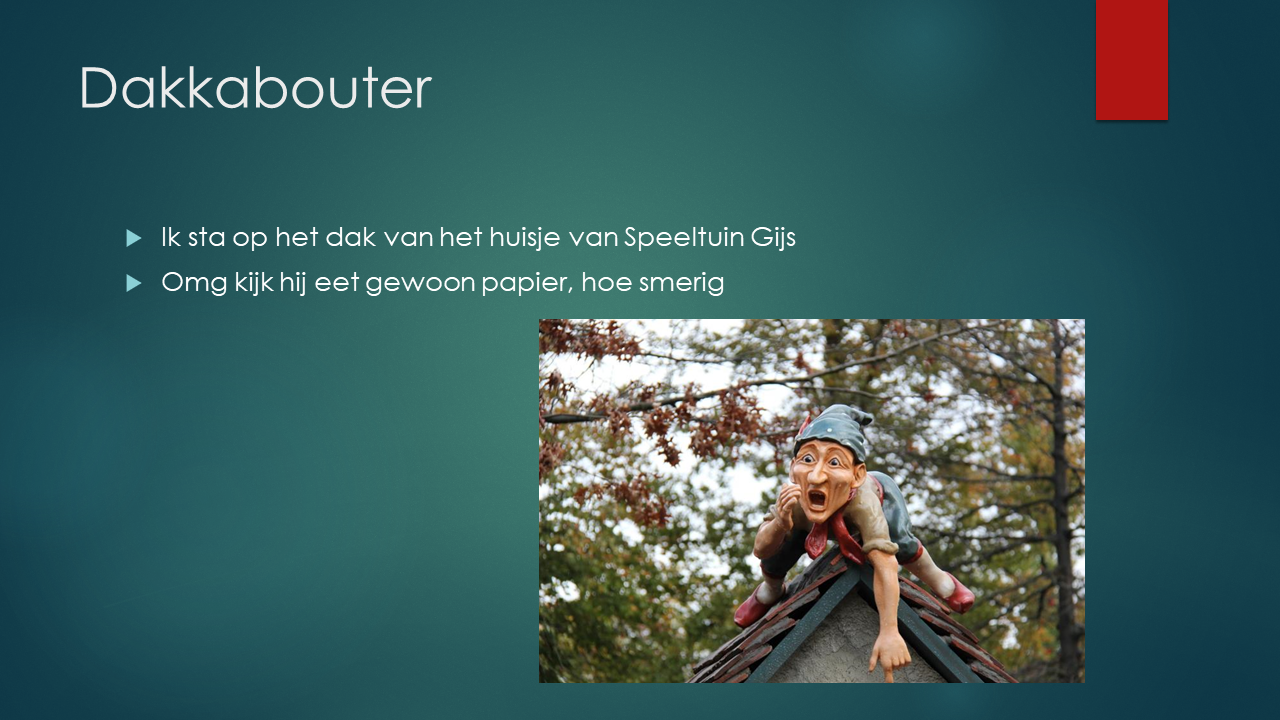 Dakkabouter
Ik sta op het dak van het huisje van Speeltuin Gijs
Omg kijk hij eet gewoon papier, hoe smerig